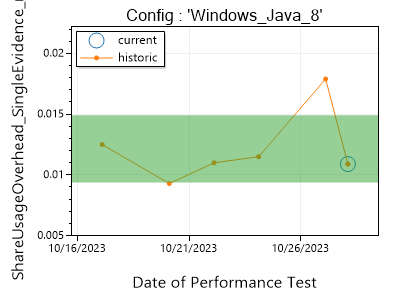 Config : 'Windows_Java_8'
ShareUsageOverhead_SingleEvidence_
current
historic
0.02
0.015
0.01
0.005
10/16/2023
10/21/2023
10/26/2023
Date of Performance Test